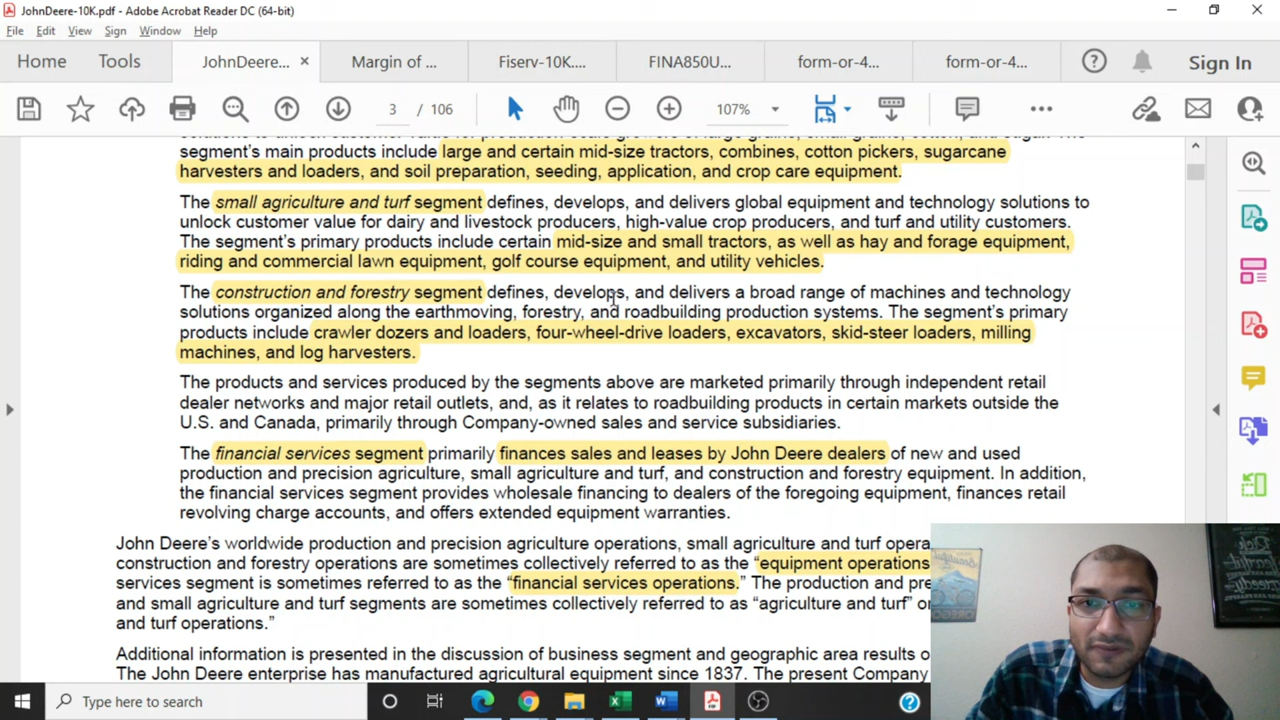 JohnDeere-10K.pdf - Adobe Acrobat Reader DC (64-bit)
File Edit View Sign Window Help
Home Tools JohnDeere... × Margin of ... Fiserv-10K.... FINA850U... form-or-4... form-or-4... Sign In
3 / 106 107%
segment's main products include large and certain mid-size tractors, combines, cotton pickers, sugarcane
harvesters and loaders, and soil preparation, seeding, application, and crop care equipment.
The small agriculture and turf segment defines, develops, and delivers global equipment and technology solutions to
unlock customer value for dairy and livestock producers, high-value crop producers, and turf and utility customers.
The segment's primary products include certain mid-size and small tractors, as well as hay and forage equipment,
riding and commercial lawn equipment, golf course equipment, and utility vehicles.
The construction and forestry segment defines, develops, and delivers a broad range of machines and technology
solutions organized along the earthmoving, forestry, and roadbuilding production systems. The segment's primary
products include crawler dozers and loaders, four-wheel-drive loaders, excavators, skid-steer loaders, milling
machines, and log harvesters.
The products and services produced by the segments above are marketed primarily through independent retail
dealer networks and major retail outlets, and, as it relates to roadbuilding products in certain markets outside the
U.S. and Canada, primarily through Company-owned sales and service subsidiaries.
The financial services segment primarily finances sales and leases by John Deere dealers of new and used
production and precision agriculture, small agriculture and turf, and construction and forestry equipment. In addition,
the financial services segment provides wholesale financing to dealers of the foregoing equipment, finances retail
revolving charge accounts, and offers extended equipment warranties.
John Deere's worldwide production and precision agriculture operations, small agriculture and turf opera
construction and forestry operations are sometimes collectively referred to as the "equipment operations
services segment is sometimes referred to as the "financial services operations." The production and pre
and small agriculture and turf segments are sometimes collectively referred to as "agriculture and turf" or
and turf operations."
Additional information is presented in the discussion of business segment and geographic area results o
The John Deere enterprise has manufactured agricultural equipment since 1837. The present Company
Type here to search